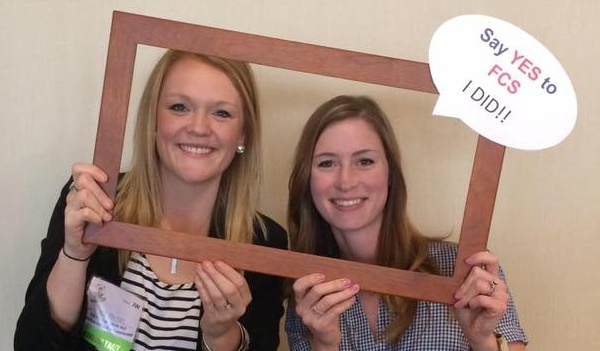 Say YES to
FCS
I DID!!